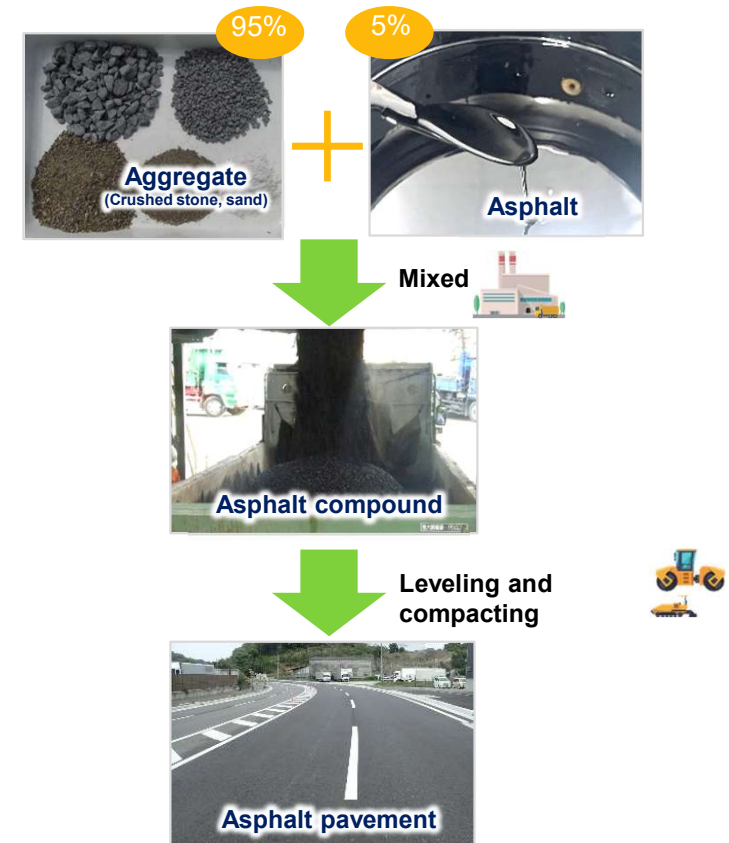 95%
5%
Aggregate
(Crushed stone, sand)
Asphalt
Mixed
Asphalt compound
Leveling and
compacting
Asphalt pavement